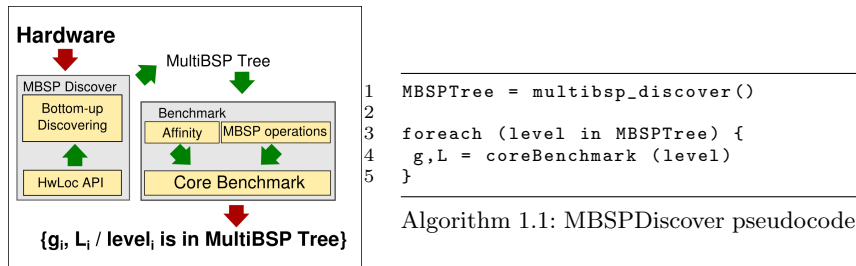 Hardware
MultiBSP Tree
MBSP Discover
Bottom-up
Discovering
HwLoc API
Benchmark
Affinity
MBSP operations
Core Benchmark
{gi, Li / leveli is in MultiBSP Tree}
1 MBSPTree = multibsp_discover()
2
3 foreach (level in MBSPTree) {
4 g,L = coreBenchmark (level)
5 }
Algorithm 1.1: MBSPDiscover pseudocode